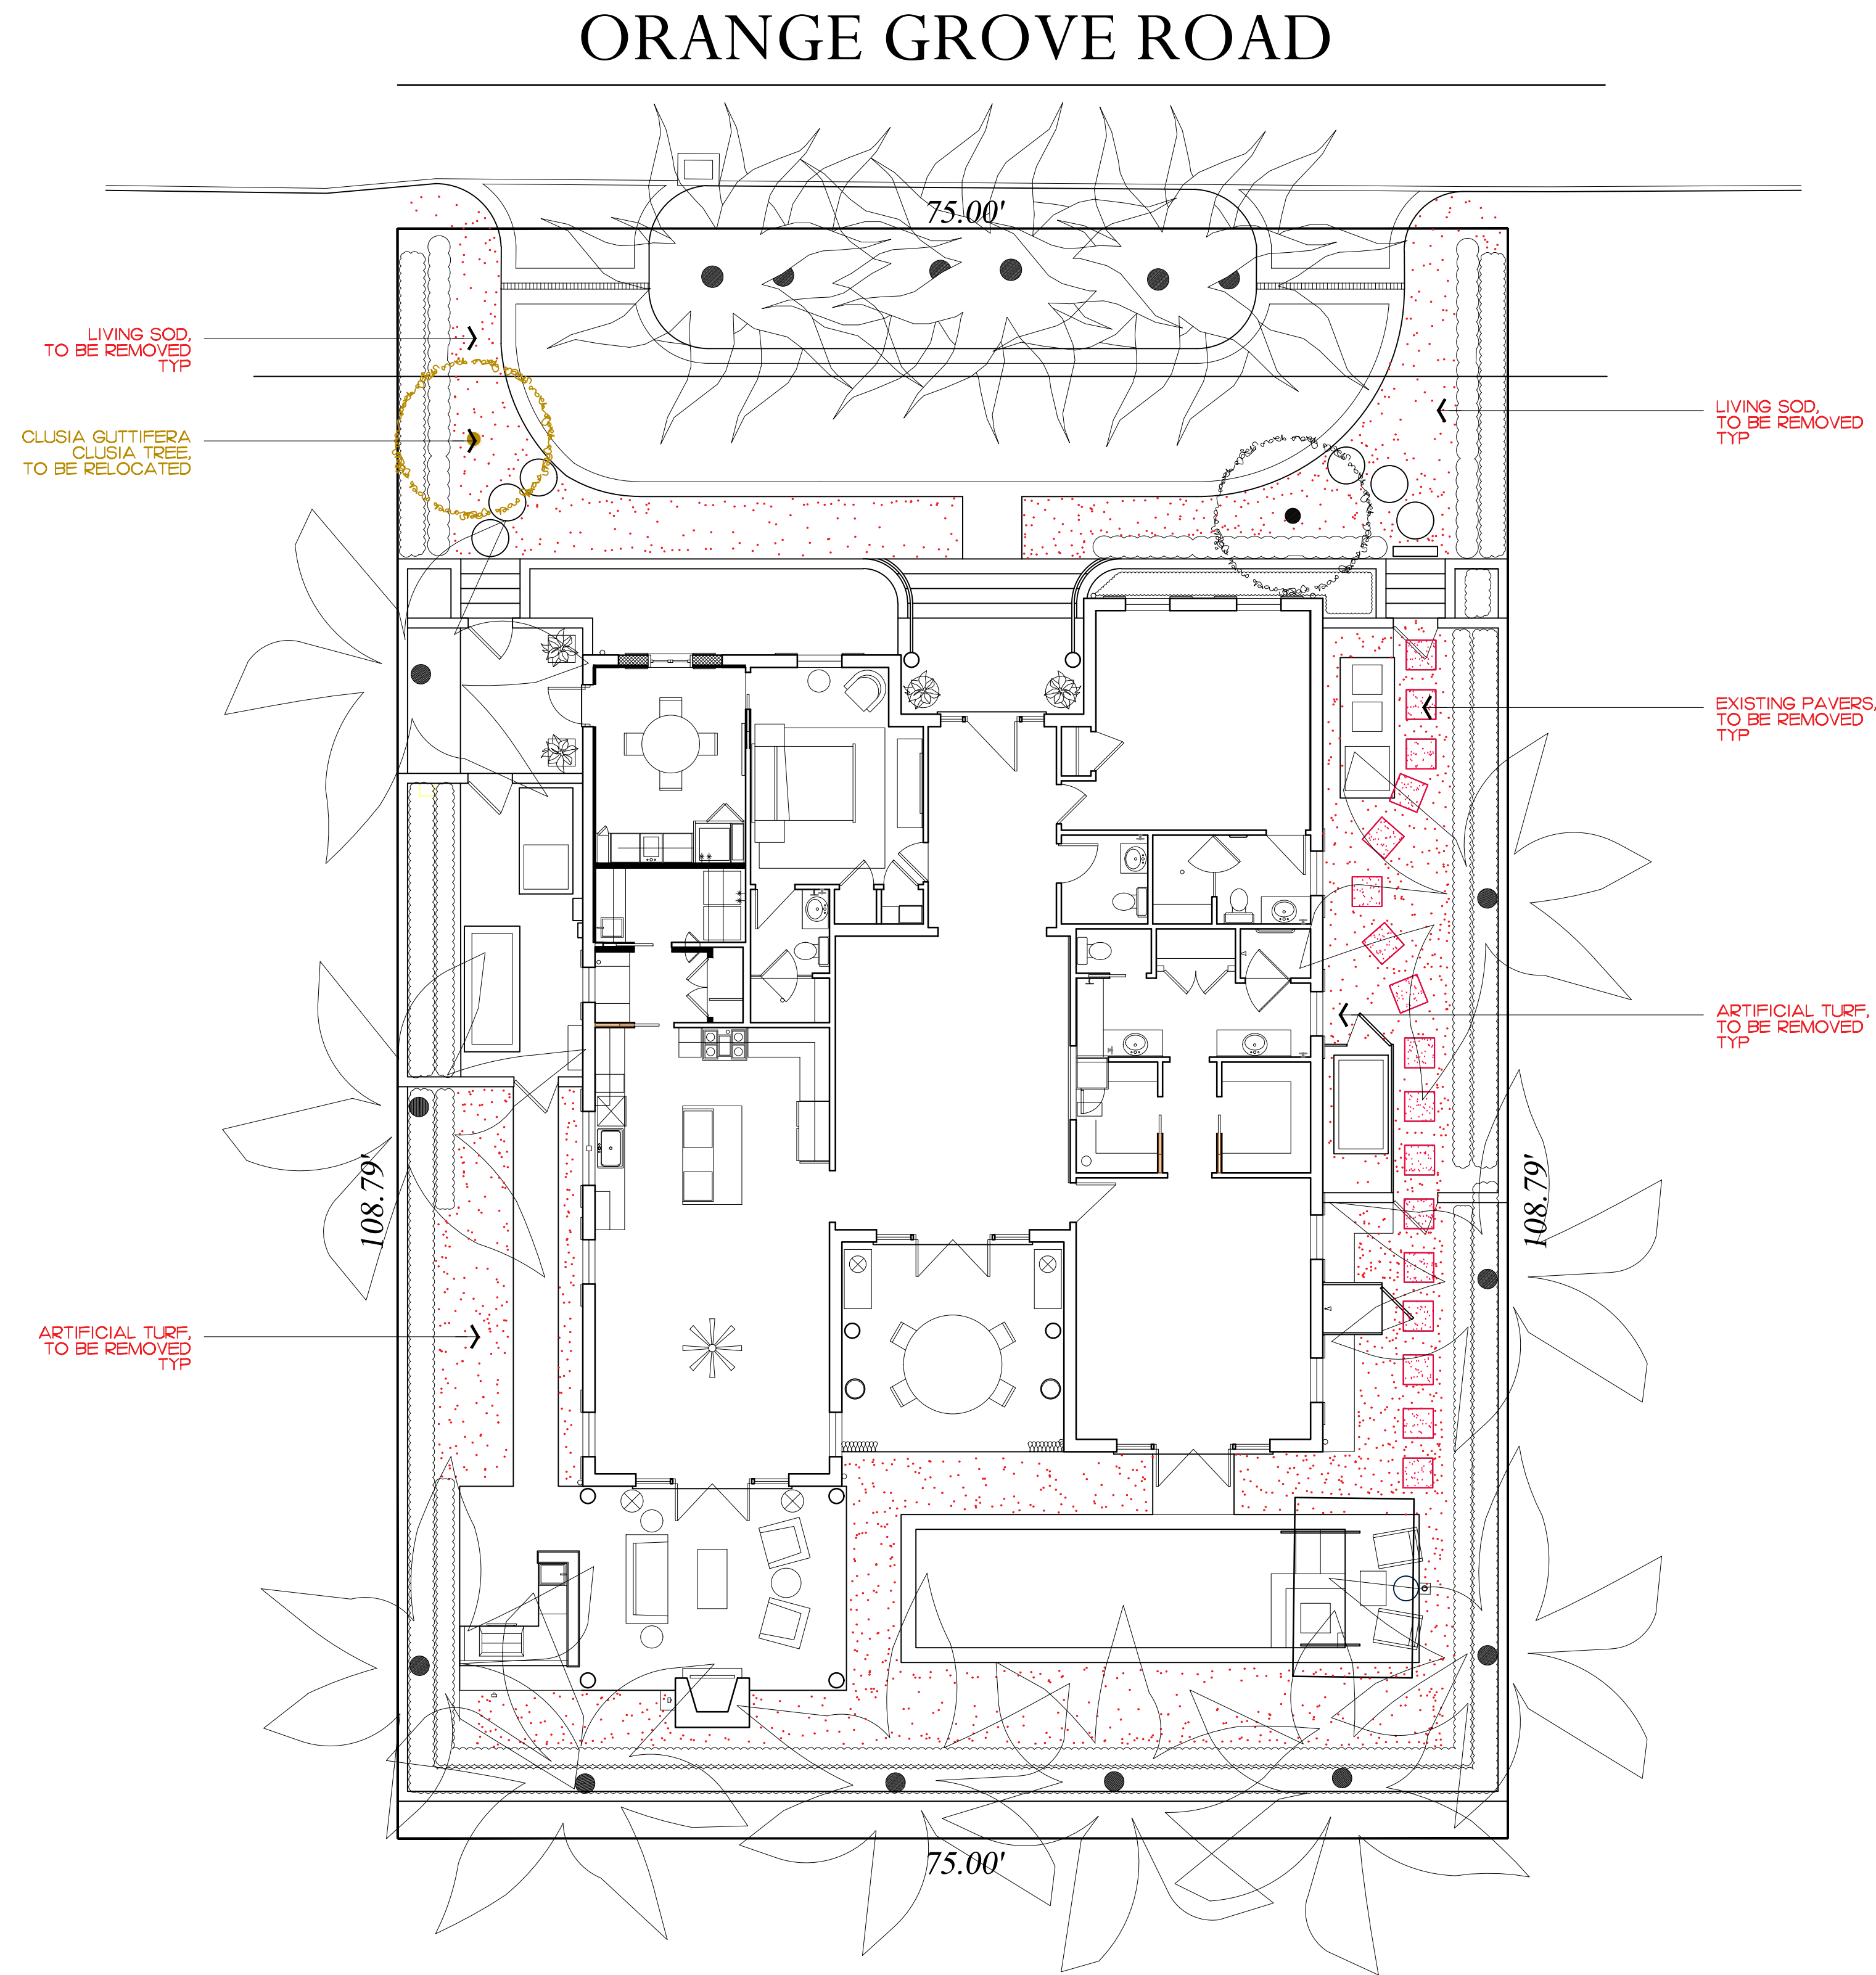 ORANGE GROVE ROAD
75.00'
LIVING SOD,
TO BE REMOVED
TYP
CLUSIA GUTTIFERA
CLUSIA TREE,
TO BE RELOCATED
LIVING SOD,
TO BE REMOVED
TYP
EXISTING PAVERS,
TO BE REMOVED
TYP
ARTIFICIAL TURF,
TO BE REMOVED
TYP
108.79'
108.79'
ARTIFICIAL TURF,
TO BE REMOVED
TYP
75.00'